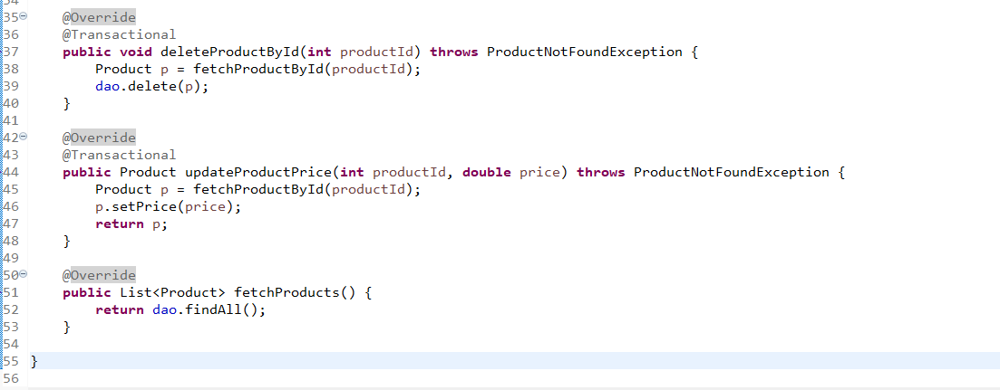 35 @Override
36 @Transactional
37 public void deleteProductById(int productId) throws ProductNotFoundException {
38 Product p = fetchProductById(productId);
39 dao.delete(p);
40 }
41
42 @Override
43 @Transactional
44 public Product updateProductPrice(int productId, double price) throws ProductNotFoundException {
45 Product p = fetchProductById(productId);
46 p.setPrice(price);
47 return p;
48 }
49
50 @Override
51 public List<Product> fetchProducts() {
52 return dao.findAll();
53 }
54
55 }
56